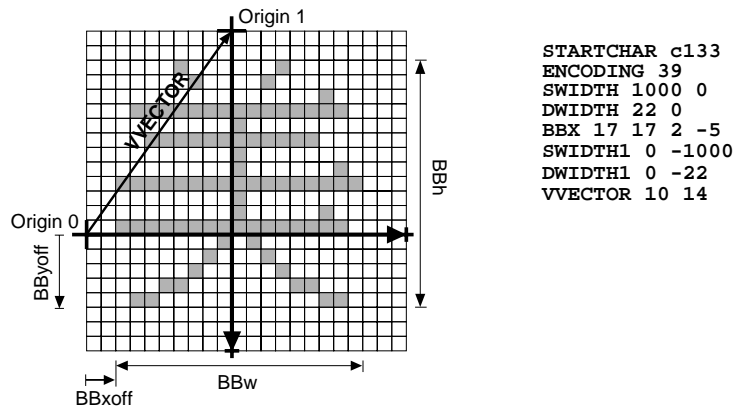 Origin 1
VVECTOR
Origin 0
BByoff
BBh
BBw
BBxoff
STARTCHAR c133
ENCODING 39
SWIDTH 1000 0
DWIDTH 22 0
BBX 17 17 2 -5
SWIDTH1 0 -1000
DWIDTH1 0 -22
VVECTOR 10 14